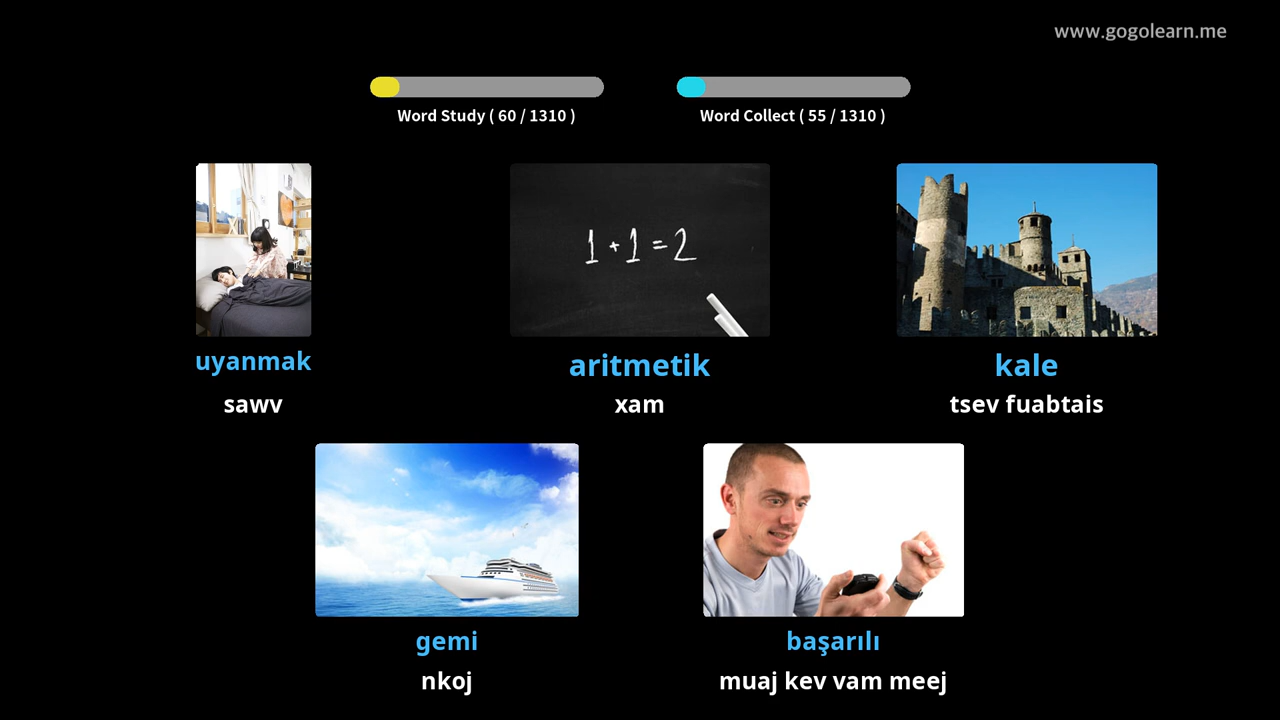 www.gogolearn.me
Word Study ( 60 / 1310 )
Word Collect ( 55 / 1310 )
1 + 1 = 2
uyanmak
sawv
aritmetik
xam
kale
tsev fuabtais
gemi
nkoj
başarılı
muaj kev vam meej